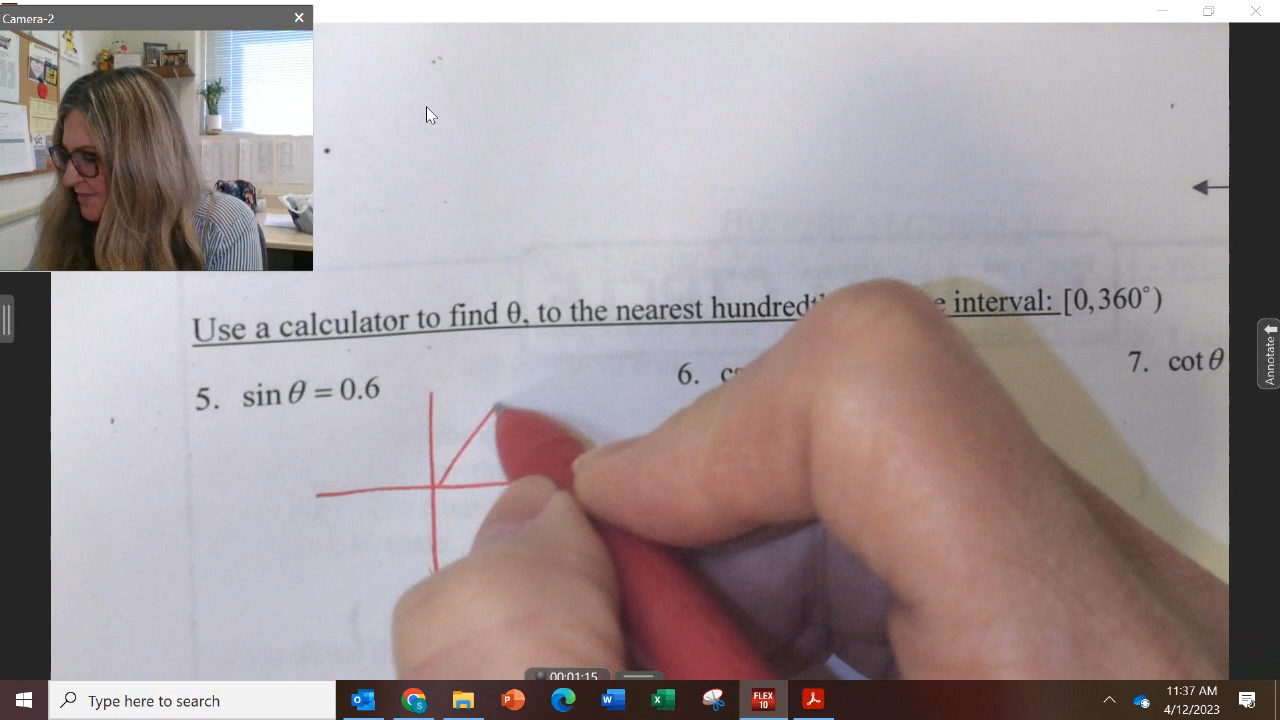 Camera-2
Use a calculator to find θ, to the nearest interval: [0,360°)
5. sin θ = 0.6
6.
7. cot θ
Annotate
00:01:15
Type here to search
FLEX 10
11:37 AM
4/12/2023